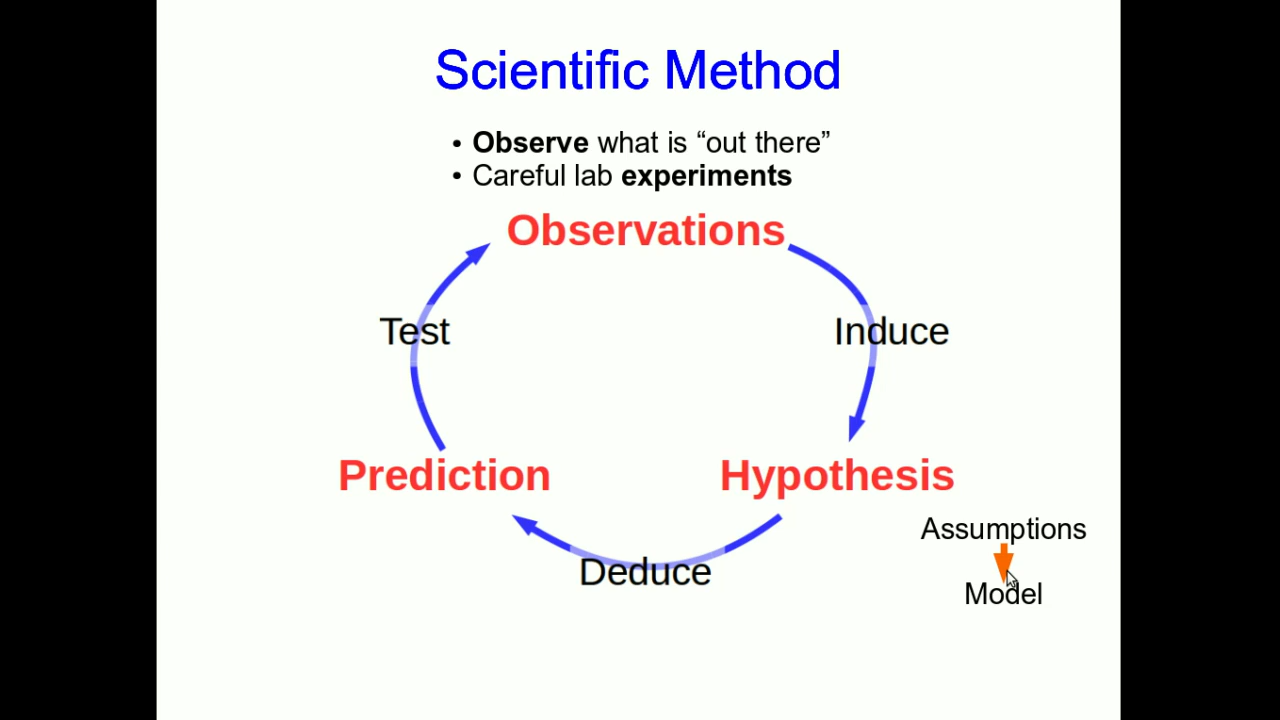 Scientific Method
• Observe what is “out there”
• Careful lab experiments
Observations
Test
Induce
Prediction
Hypothesis
Assumptions
Deduce
Model